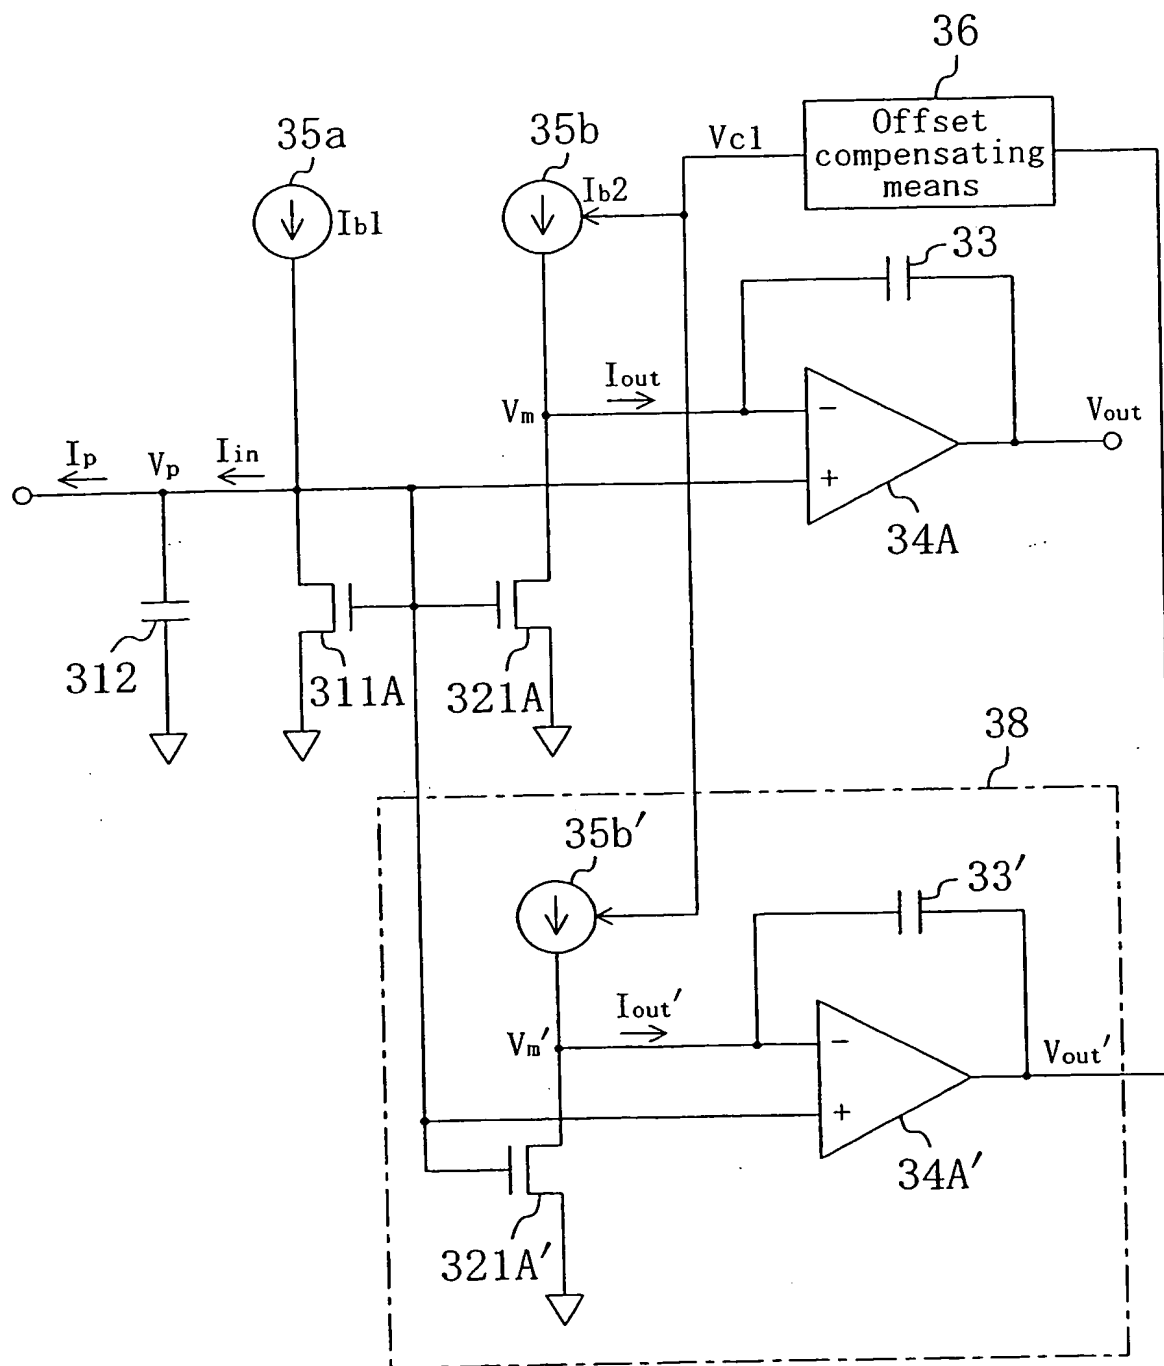 36
35a
35b
Vc1
Offset
compensating
means
Ib1
Ib2
33
Iout
Vm
−
Vout
Ip
Vp
Iin
+
34A
312
311A
321A
38
35b′
33′
Iout′
Vm′
−
Vout′
+
34A′
321A′